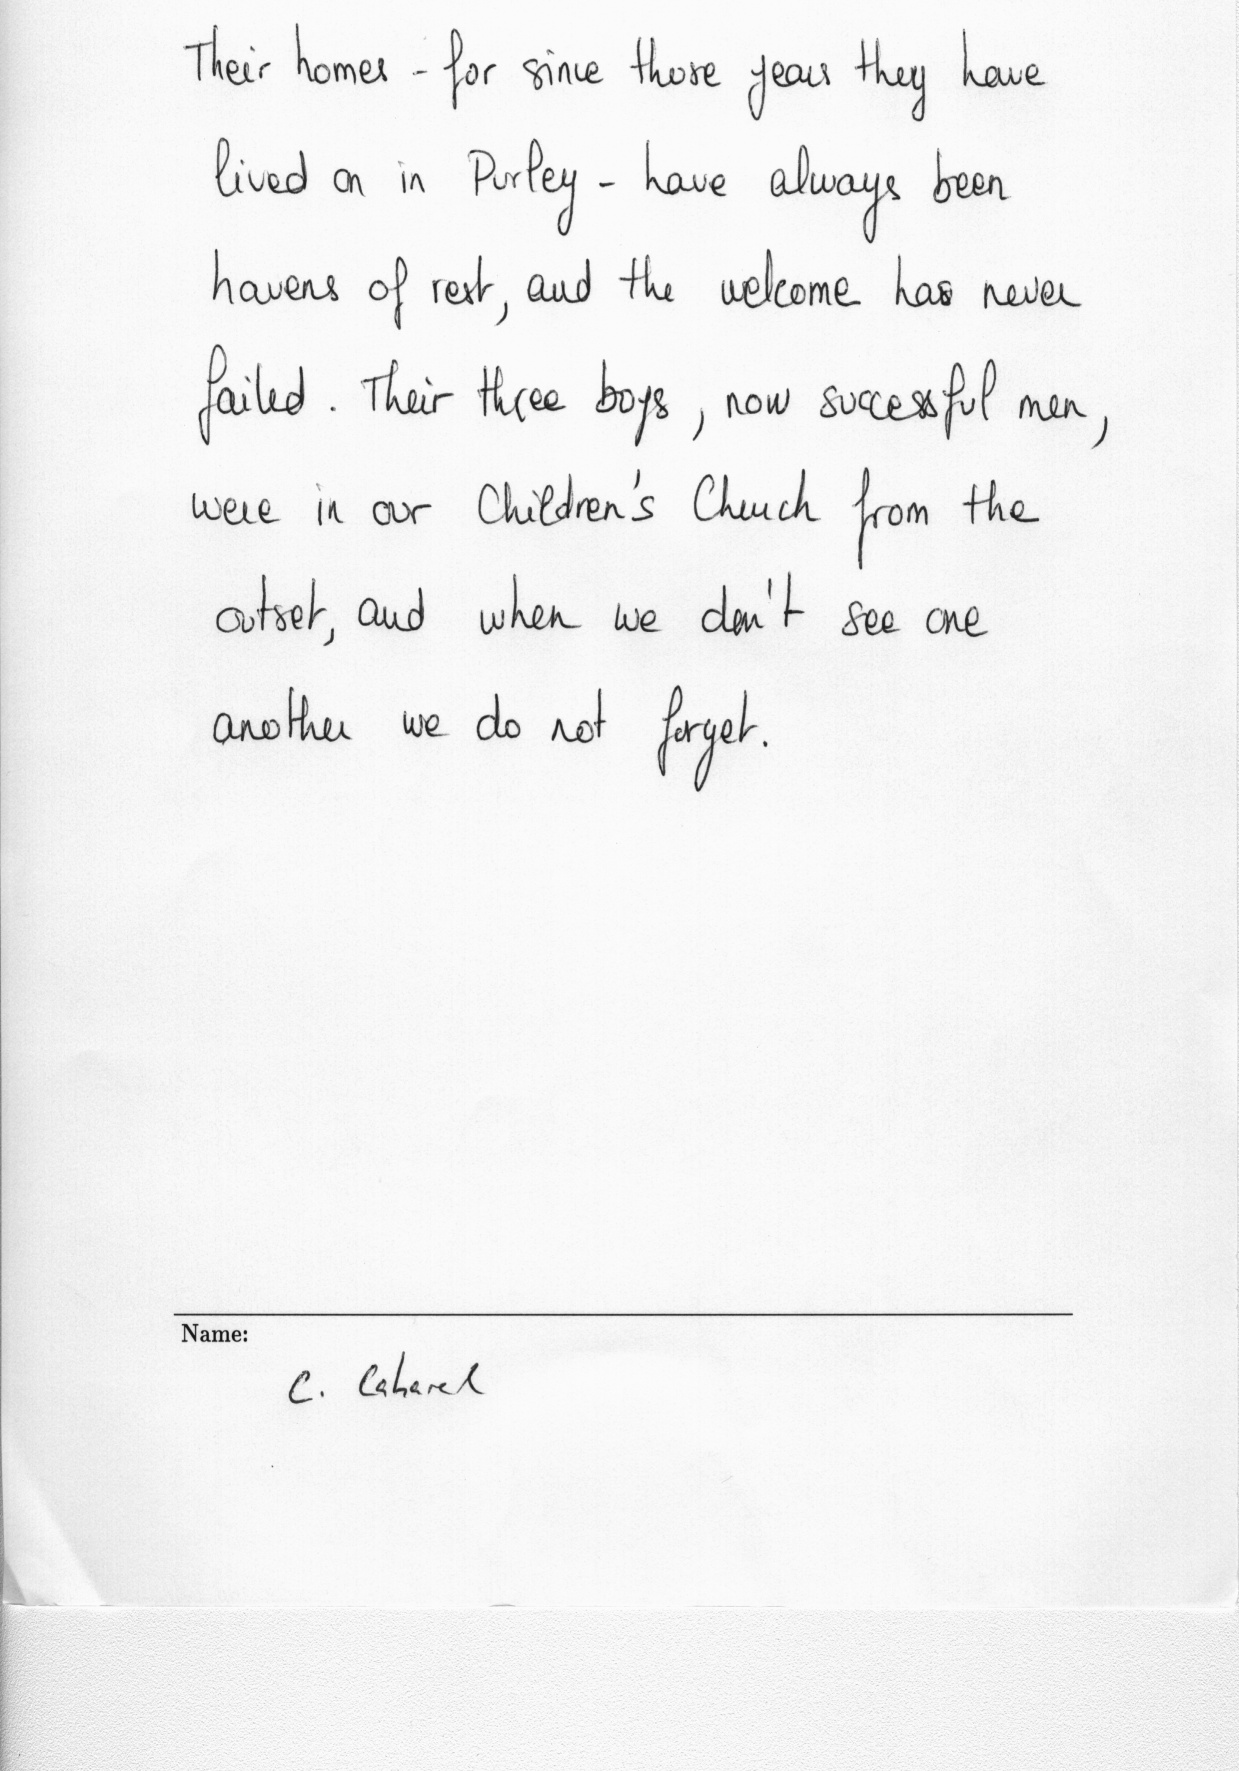 Their homes - for since those years they have
lived on in Purley - have always been
havens of rest, and the welcome has never
failed. Their three boys, now successful men,
were in our Children's Church from the
outset, and when we don't see one
another we do not forget.
Name:
C. Cabaret